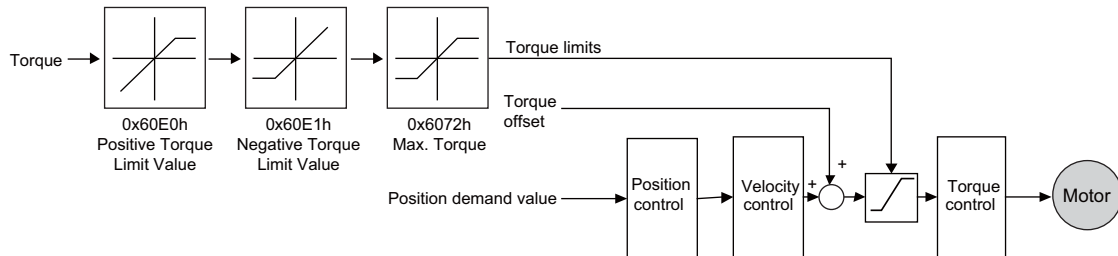 Torque
0x60E0h
Positive Torque
Limit Value
0x60E1h
Negative Torque
Limit Value
0x6072h
Max. Torque
Torque limits
Torque
offset
Position demand value
Position
control
Velocity
control
+
+
Torque
control
Motor